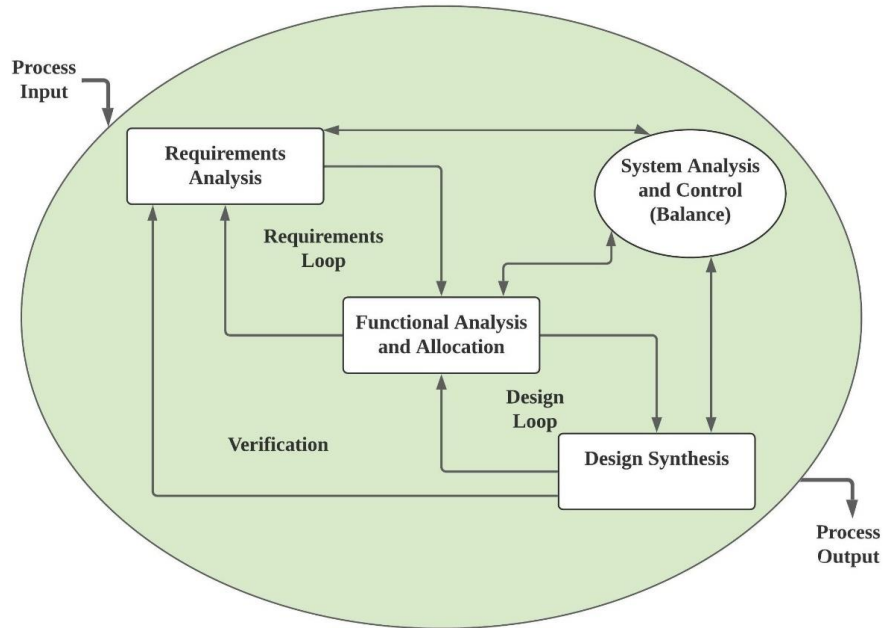 Process
Input
Requirements
Analysis
System Analysis
and Control
(Balance)
Requirements
Loop
Functional Analysis
and Allocation
Design
Loop
Verification
Design Synthesis
Process
Output